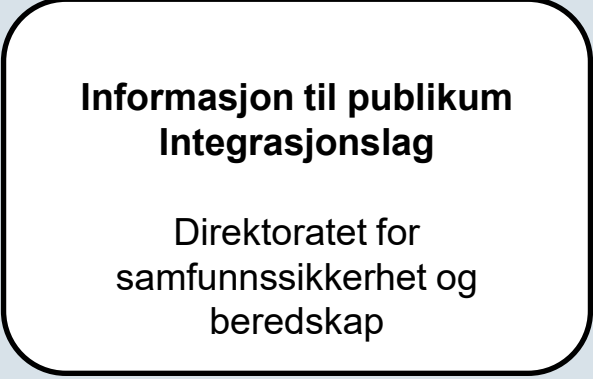 Informasjon til publikum
Integrasjonslag
Direktoratet for
samfunnssikkerhet og
beredskap